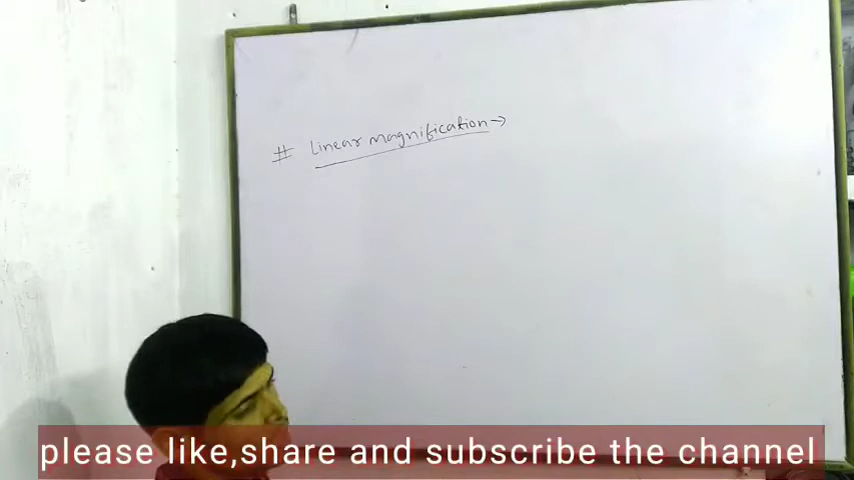 # Linear magnification →
please like,share and subscribe the channel